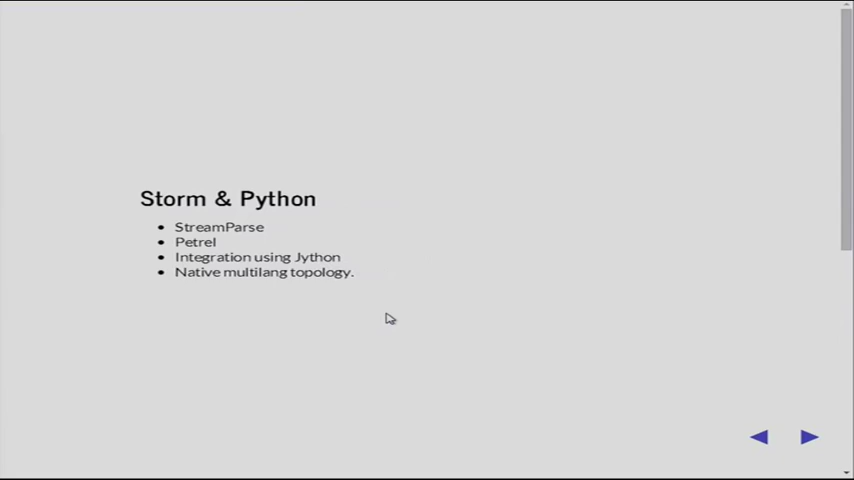 Storm & Python
StreamParse
Petrel
Integration using Jython
Native multilang topology.